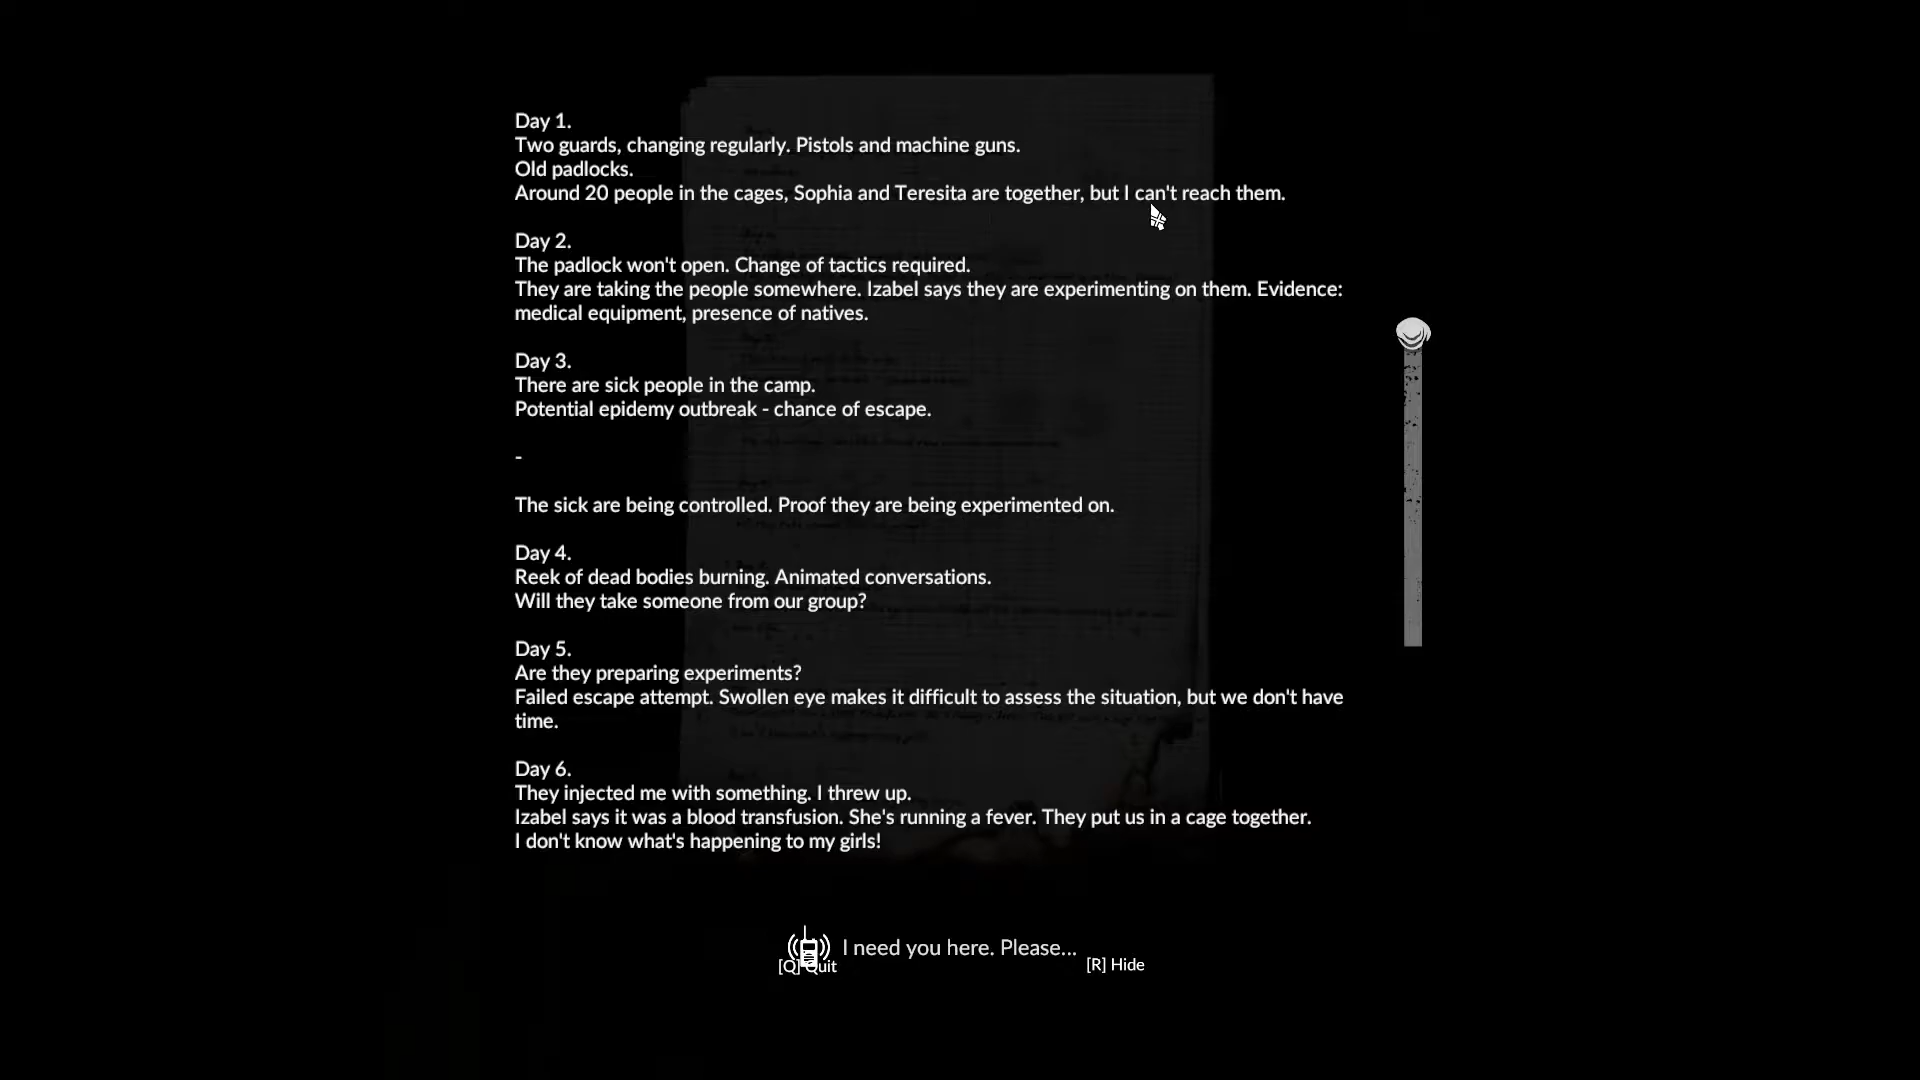 Day 1.
Two guards, changing regularly. Pistols and machine guns.
Old padlocks.
Around 20 people in the cages, Sophia and Teresita are together, but I can't reach them.
Day 2.
The padlock won't open. Change of tactics required.
They are taking the people somewhere. Izabel says they are experimenting on them. Evidence:
medical equipment, presence of natives.
Day 3.
There are sick people in the camp.
Potential epidemy outbreak - chance of escape.
-
The sick are being controlled. Proof they are being experimented on.
Day 4.
Reek of dead bodies burning. Animated conversations.
Will they take someone from our group?
Day 5.
Are they preparing experiments?
Failed escape attempt. Swollen eye makes it difficult to assess the situation, but we don't have
time.
Day 6.
They injected me with something. I threw up.
Izabel says it was a blood transfusion. She's running a fever. They put us in a cage together.
I don't know what's happening to my girls!
I need you here. Please...
[Q] Quit
[R] Hide